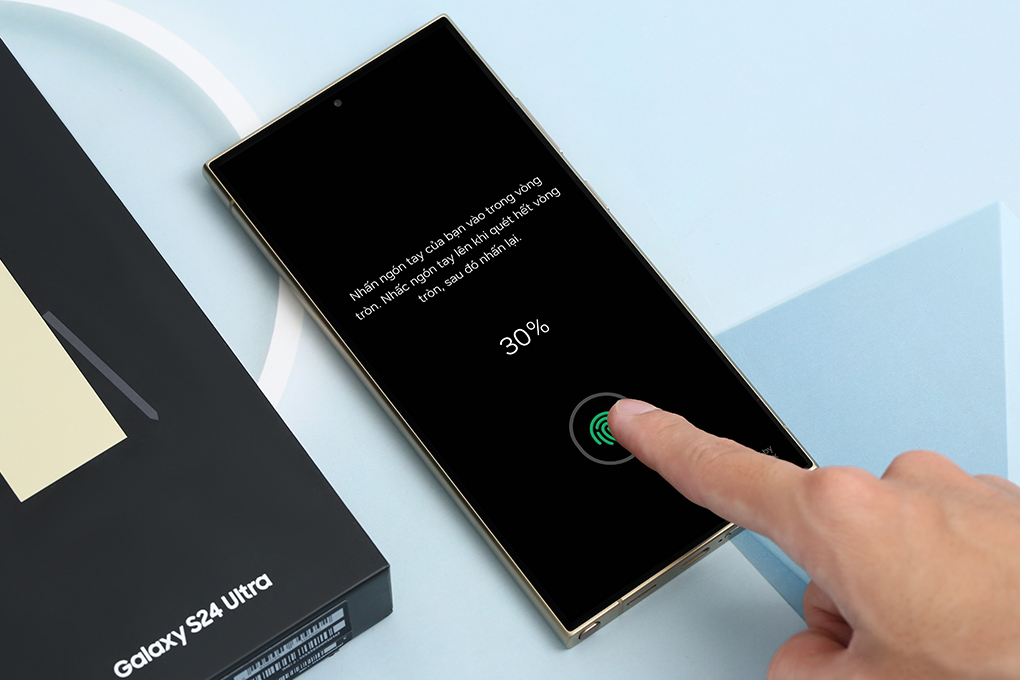 Nhấn ngón tay của bạn vào trong vòng
tròn. Nhấc ngón tay lên khi quét hết vòng
tròn, sau đó nhấn lại.
30%
Galaxy S24 Ultra